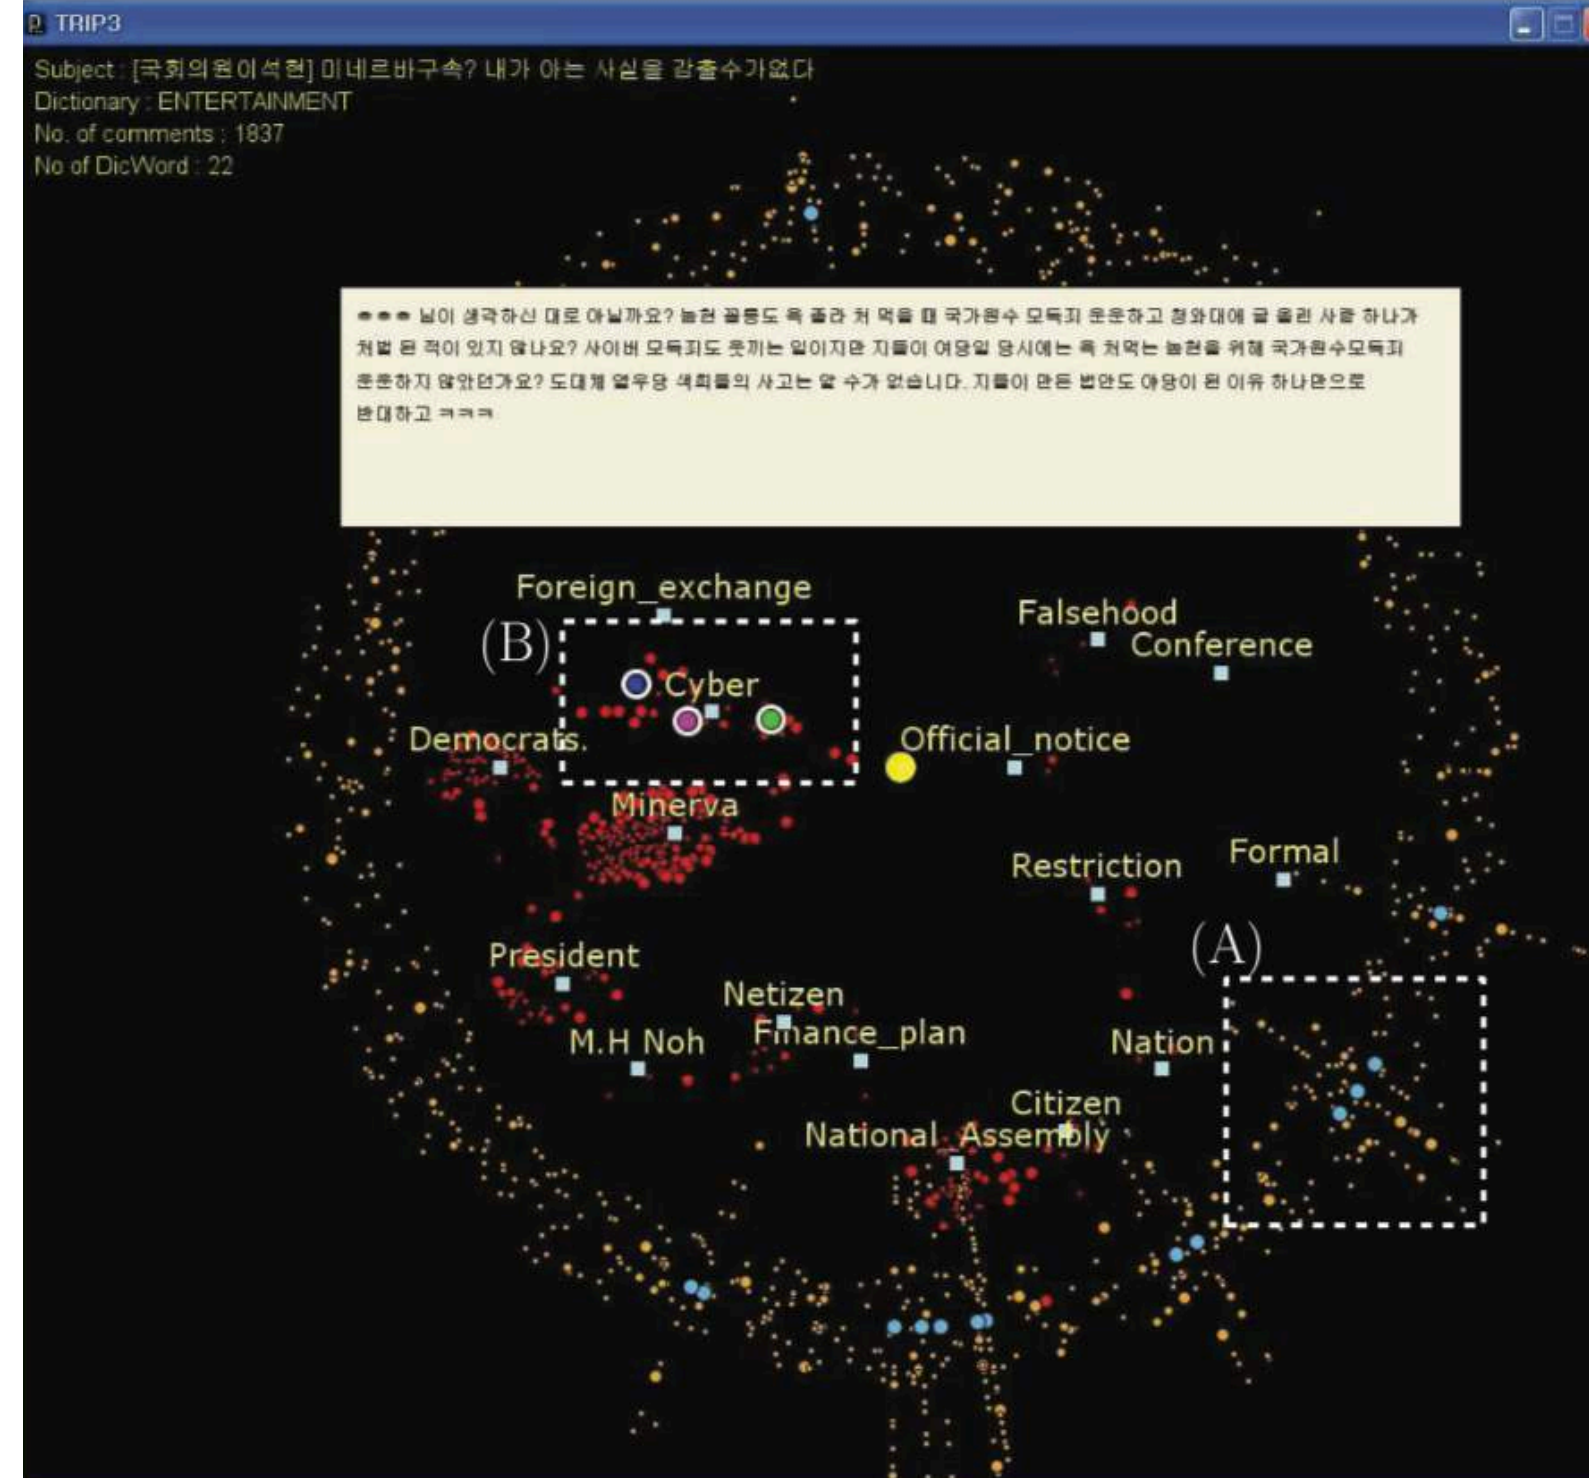 TRIP3
Subject : [국회의원이석현] 미네르바구속? 내가 아는 사실을 감출수가없다
Dictionary : ENTERTAINMENT
No. of comments : 1837
No of DicWord : 22
ㅎㅎㅎ 님이 생각하신 대로 아닐까요? 놈현 꼴통도 욕 졸라 처 먹을 때 국가원수 모독죄 운운하고 청와대에 글 올린 사람 하나가
처벌 된 적이 있지 않나요? 사이버 모독죄도 웃끼는 일이지만 지들이 여당일 당시에는 욕 처먹는 놈현을 위해 국가원수모독죄
운운하지 않았던가요? 도대체 열우당 색희들의 사고는 알 수가 없습니다. 지들이 만든 법안도 야당이 된 이유 하나만으로
반대하고 ㅋㅋㅋ
Foreign_exchange
(B)
Falsehood
Conference
Cyber
Democrats.
Official_notice
Minerva
Formal
Restriction
(A)
President
Netizen
Finance_plan
M.H Noh
Nation
Citizen
National_Assembly